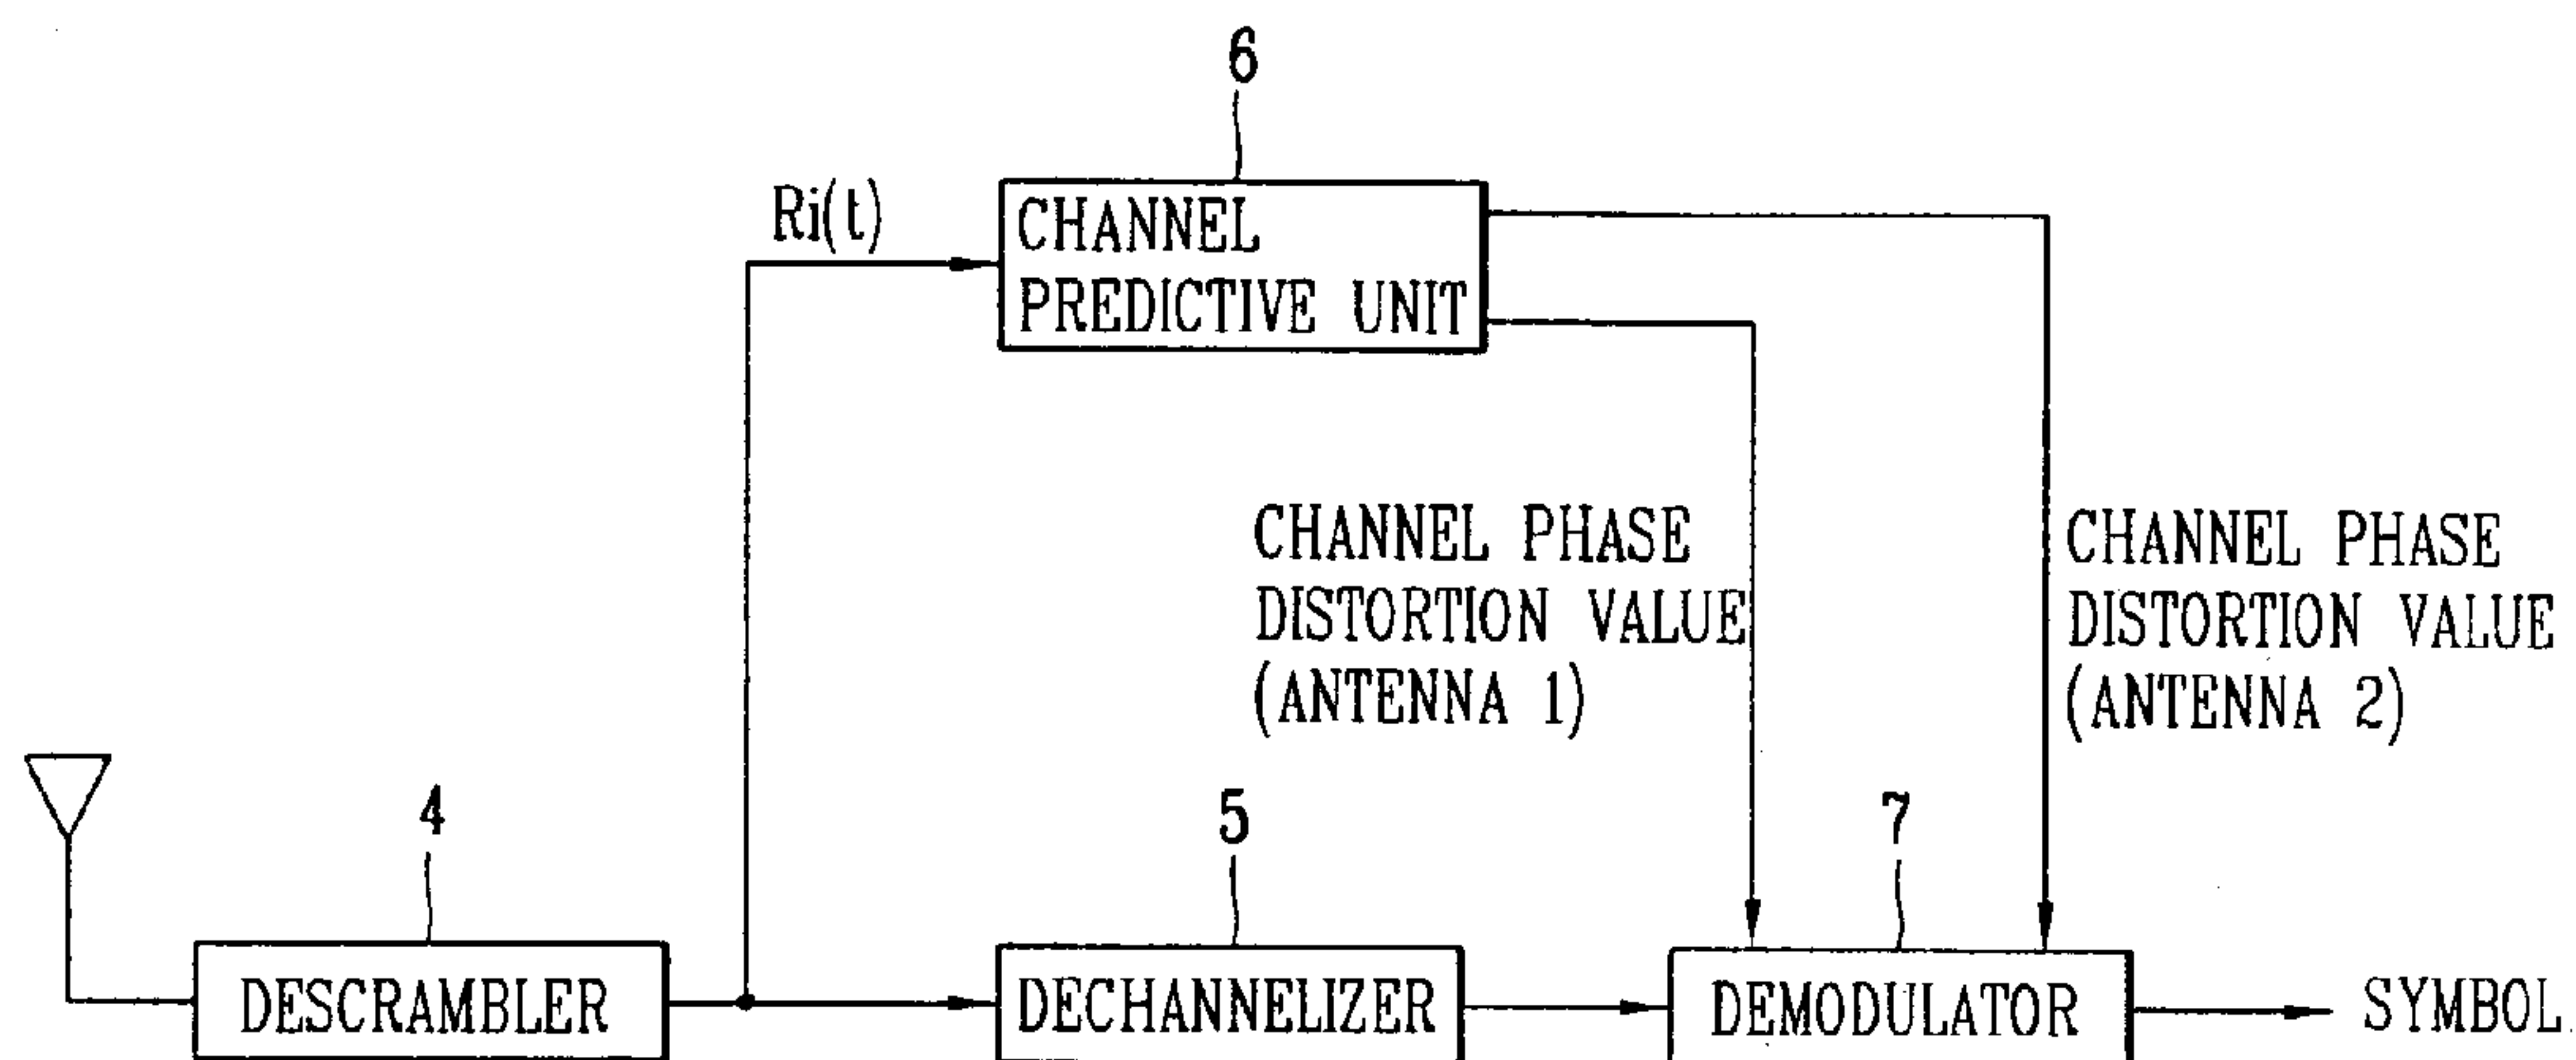 6
Ri(t)
CHANNEL
PREDICTIVE UNIT
CHANNEL PHASE
DISTORTION VALUE
(ANTENNA 1)
CHANNEL PHASE
DISTORTION VALUE
(ANTENNA 2)
4
5
7
DESCRAMBLER
DECHANNELIZER
DEMODULATOR
SYMBOL